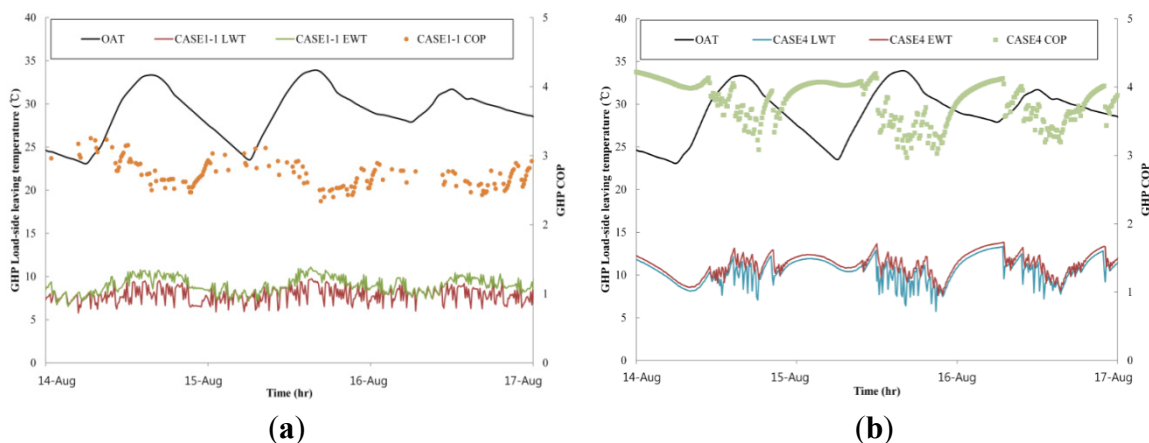 OAT CASE1-1 LWT CASE1-1 EWT CASE1-1 COP
GHP Load-side leaving temperature (℃)
40
35
30
25
20
15
10
5
0
5
4
3
2
1
0
GHP COP
14-Aug 15-Aug 16-Aug 17-Aug
Time (hr)
(a)
OAT CASE4 LWT CASE4 EWT CASE4 COP
GHP Load-side leaving temperature (℃)
40
35
30
25
20
15
10
5
0
5
4
3
2
1
0
GHP COP
14-Aug 15-Aug 16-Aug 17-Aug
Time (hr)
(b)